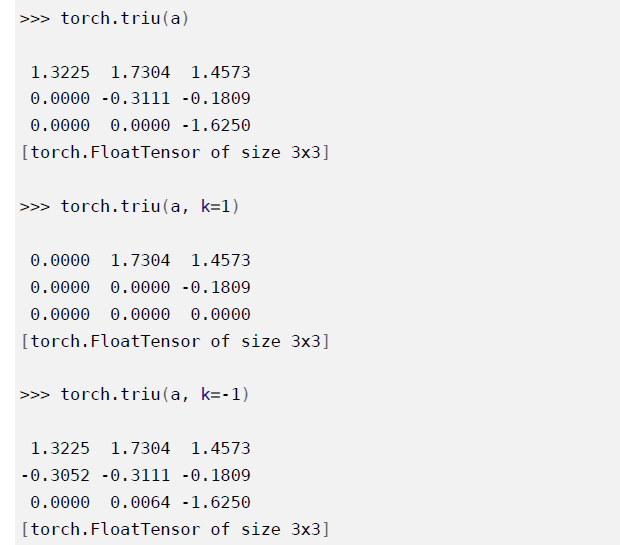 >>> torch.triu(a)
 1.3225  1.7304  1.4573
 0.0000 -0.3111 -0.1809
 0.0000  0.0000 -1.6250
[torch.FloatTensor of size 3x3]
>>> torch.triu(a, k=1)
 0.0000  1.7304  1.4573
 0.0000  0.0000 -0.1809
 0.0000  0.0000  0.0000
[torch.FloatTensor of size 3x3]
>>> torch.triu(a, k=-1)
 1.3225  1.7304  1.4573
-0.3052 -0.3111 -0.1809
 0.0000  0.0064 -1.6250
[torch.FloatTensor of size 3x3]